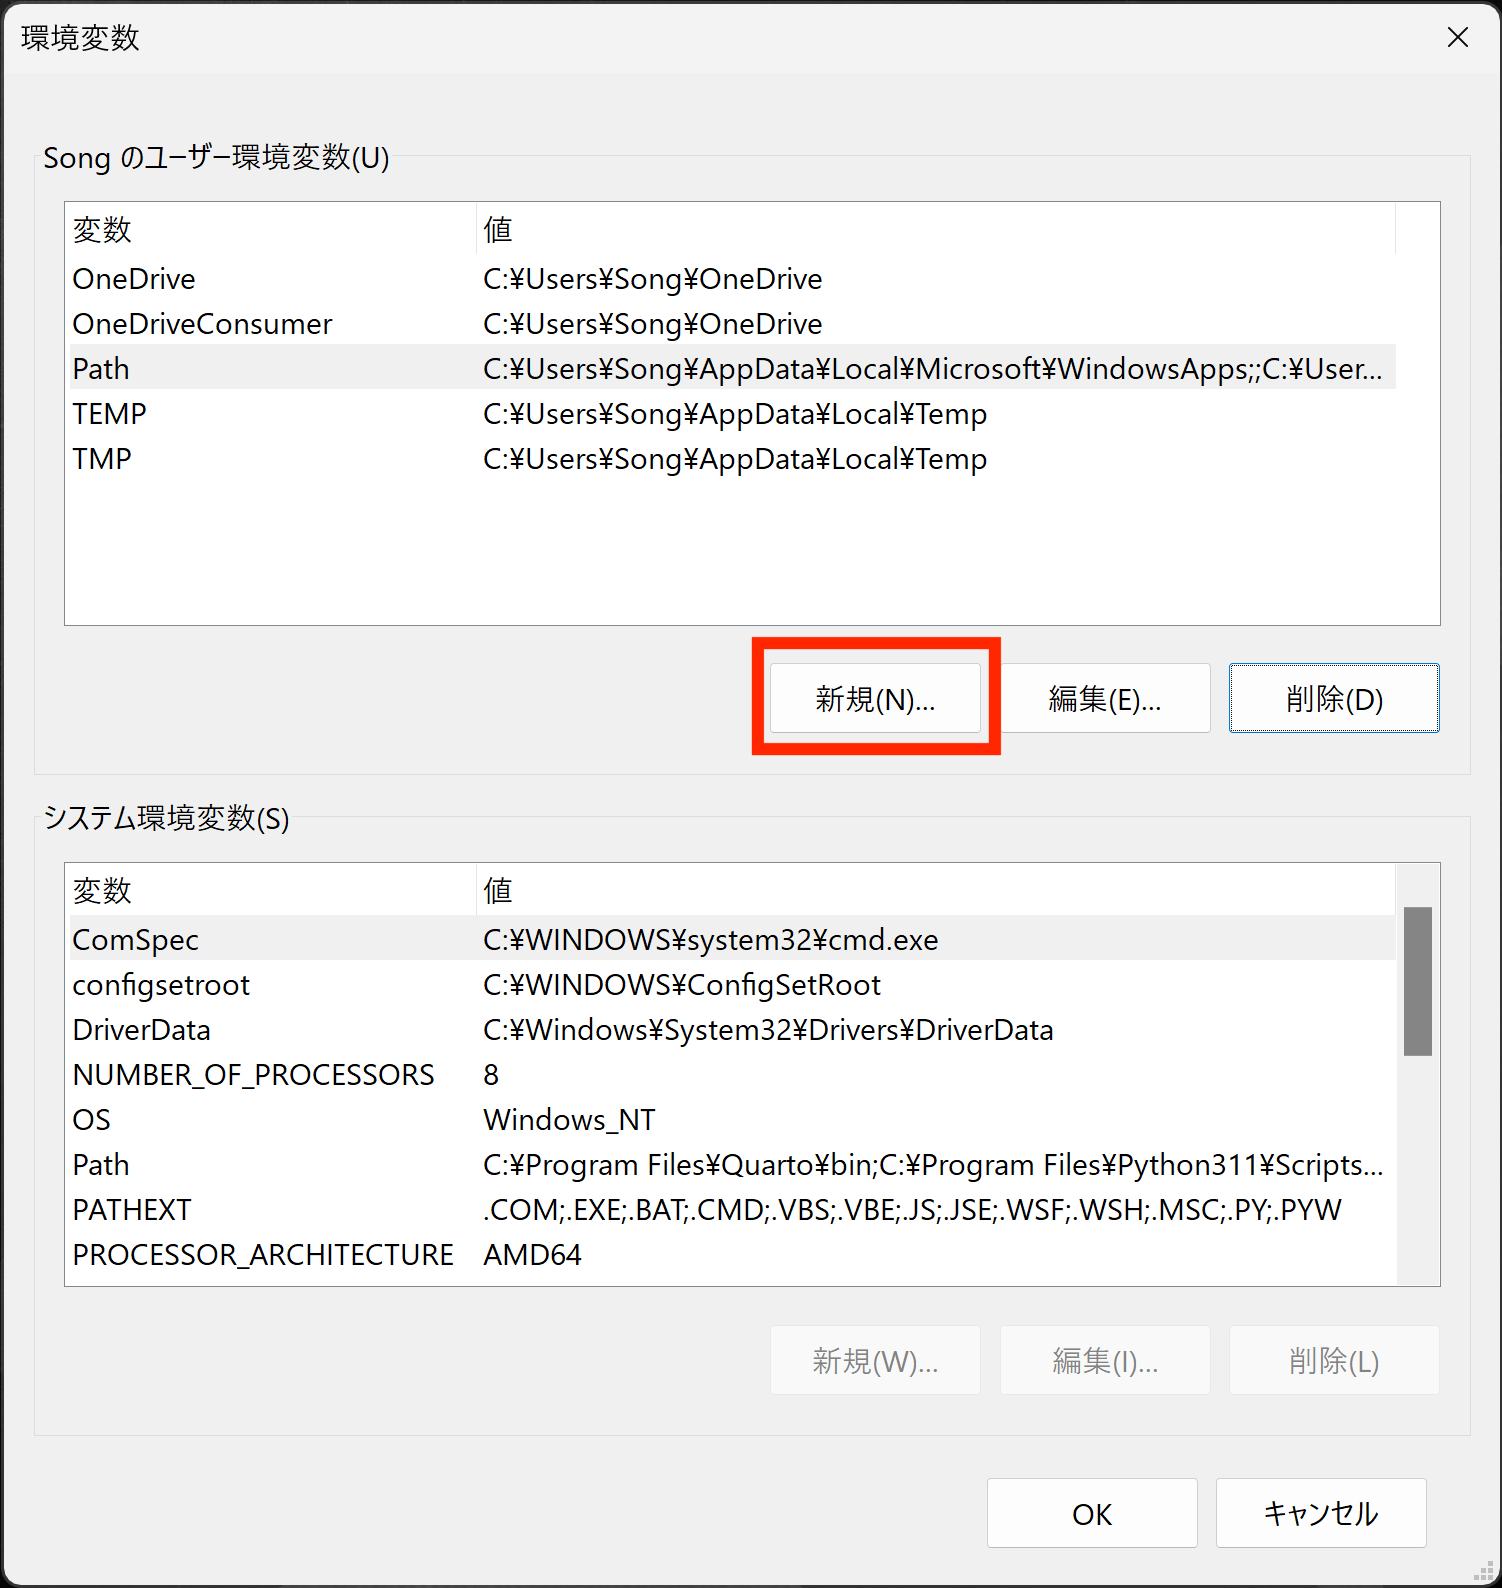 環境変数
Song のユーザー環境変数(U)
変数 値
OneDrive C:¥Users¥Song¥OneDrive
OneDriveConsumer C:¥Users¥Song¥OneDrive
Path C:¥Users¥Song¥AppData¥Local¥Microsoft¥WindowsApps;;C:¥User...
TEMP C:¥Users¥Song¥AppData¥Local¥Temp
TMP C:¥Users¥Song¥AppData¥Local¥Temp
新規(N)... 編集(E)... 削除(D)
システム環境変数(S)
変数 値
ComSpec C:¥WINDOWS¥system32¥cmd.exe
configsetroot C:¥WINDOWS¥ConfigSetRoot
DriverData C:¥Windows¥System32¥Drivers¥DriverData
NUMBER_OF_PROCESSORS 8
OS Windows_NT
Path C:¥Program Files¥Quarto¥bin;C:¥Program Files¥Python311¥Scripts...
PATHEXT .COM;.EXE;.BAT;.CMD;.VBS;.VBE;.JS;.JSE;.WSF;.WSH;.MSC;.PY;.PYW
PROCESSOR_ARCHITECTURE AMD64
新規(W)... 編集(I)... 削除(L)
OK キャンセル